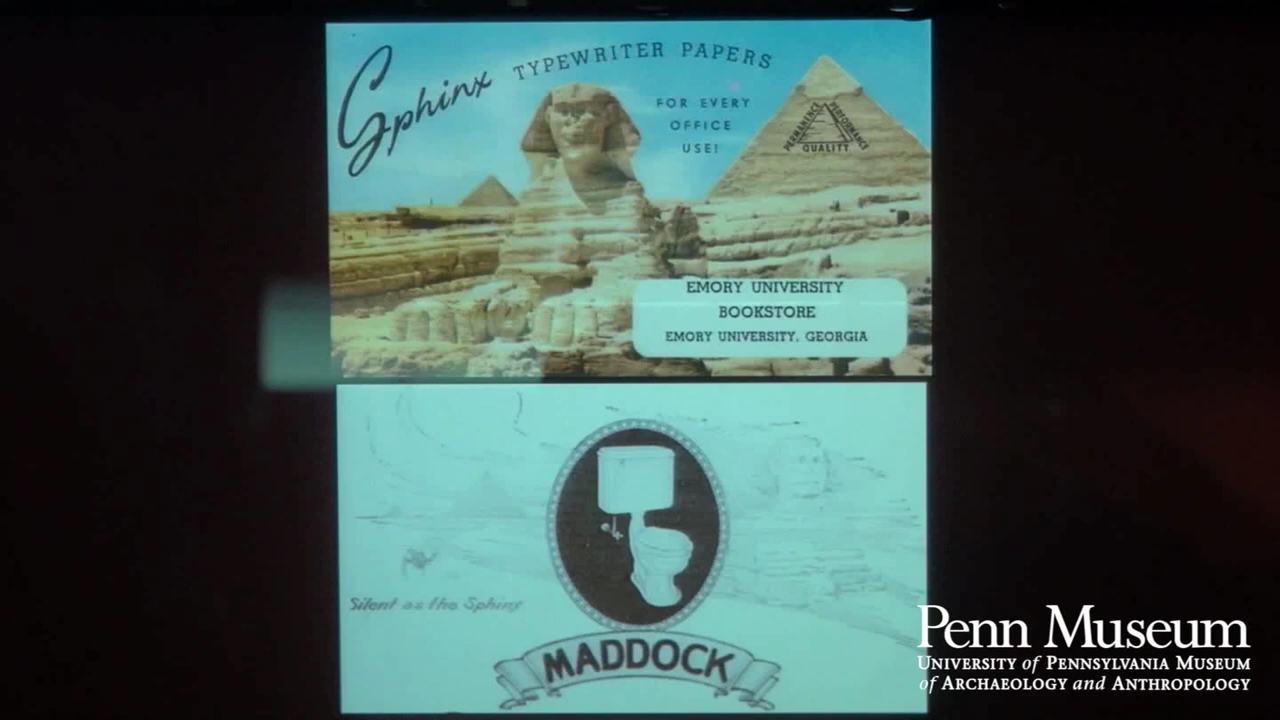 Sphinx TYPEWRITER PAPERS
FOR EVERY
OFFICE
USE!
PERMANENCE PERFORMANCE
QUALITY
EMORY UNIVERSITY
BOOKSTORE
EMORY UNIVERSITY, GEORGIA
Silent as the Sphinx
MADDOCK
Penn Museum
UNIVERSITY of PENNSYLVANIA MUSEUM
of ARCHAEOLOGY and ANTHROPOLOGY